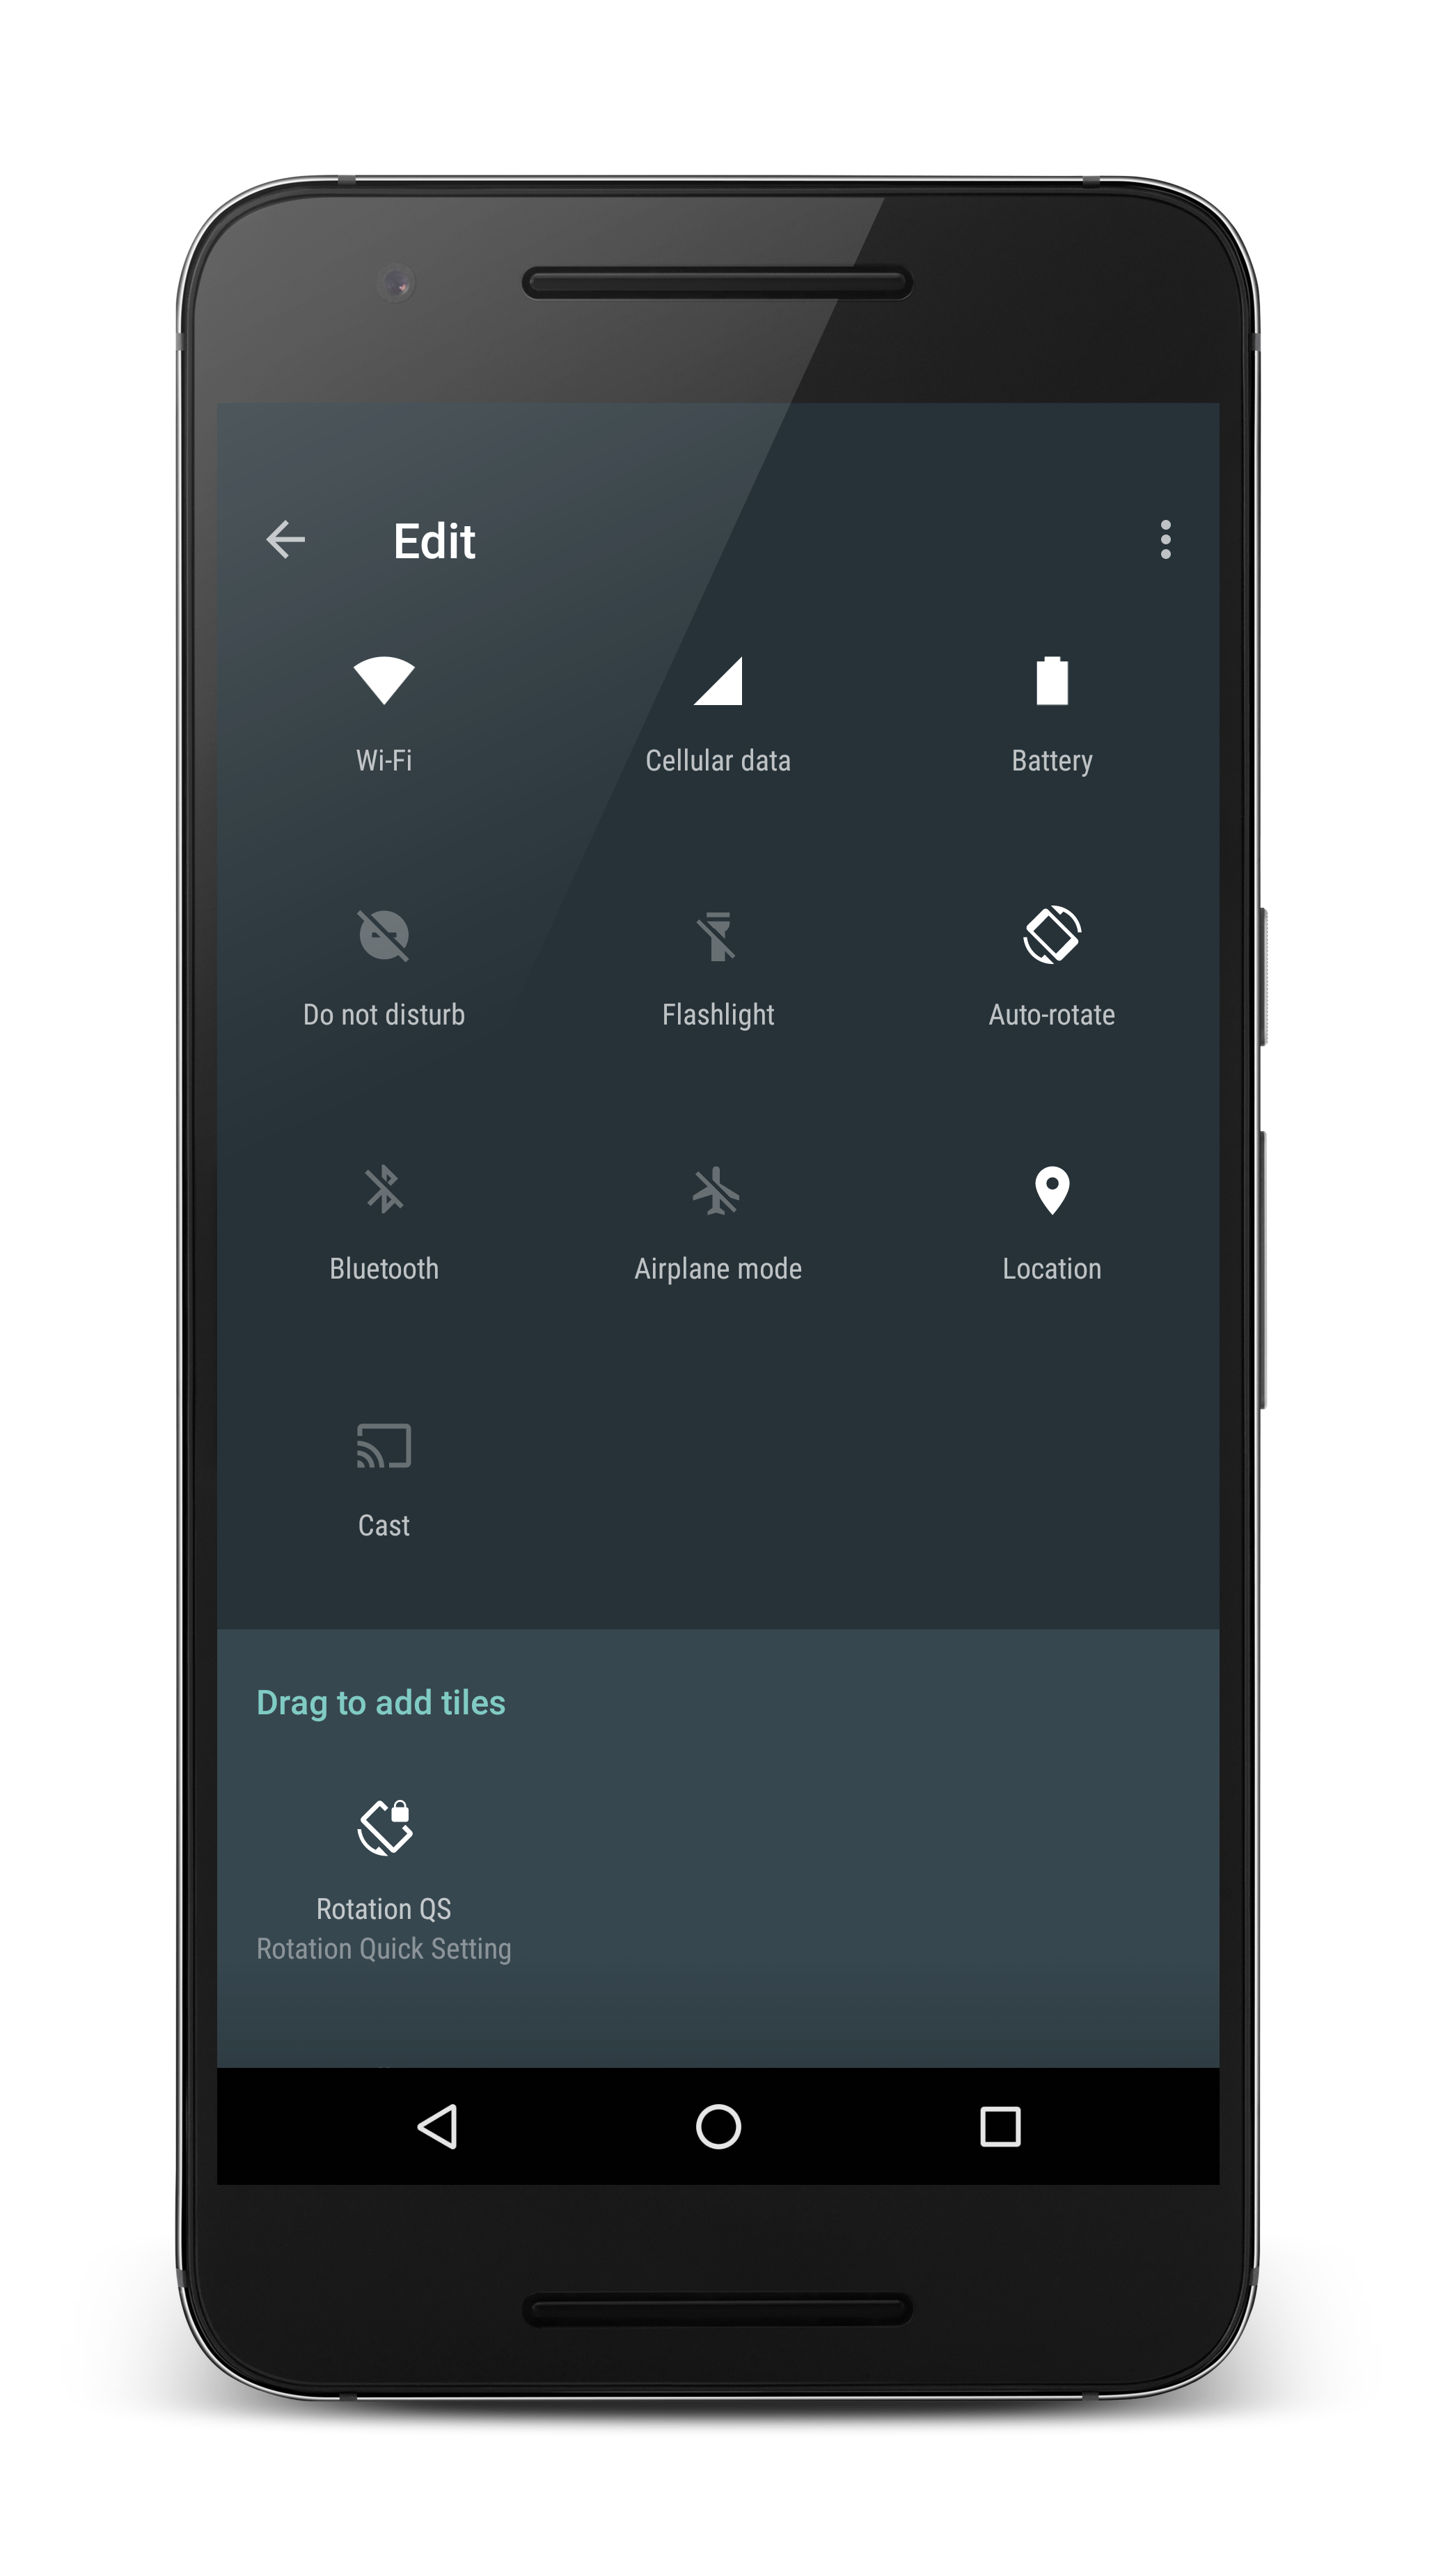 Edit
Wi-Fi
Cellular data
Battery
Do not disturb
Flashlight
Auto-rotate
Bluetooth
Airplane mode
Location
Cast
Drag to add tiles
Rotation QS
Rotation Quick Setting